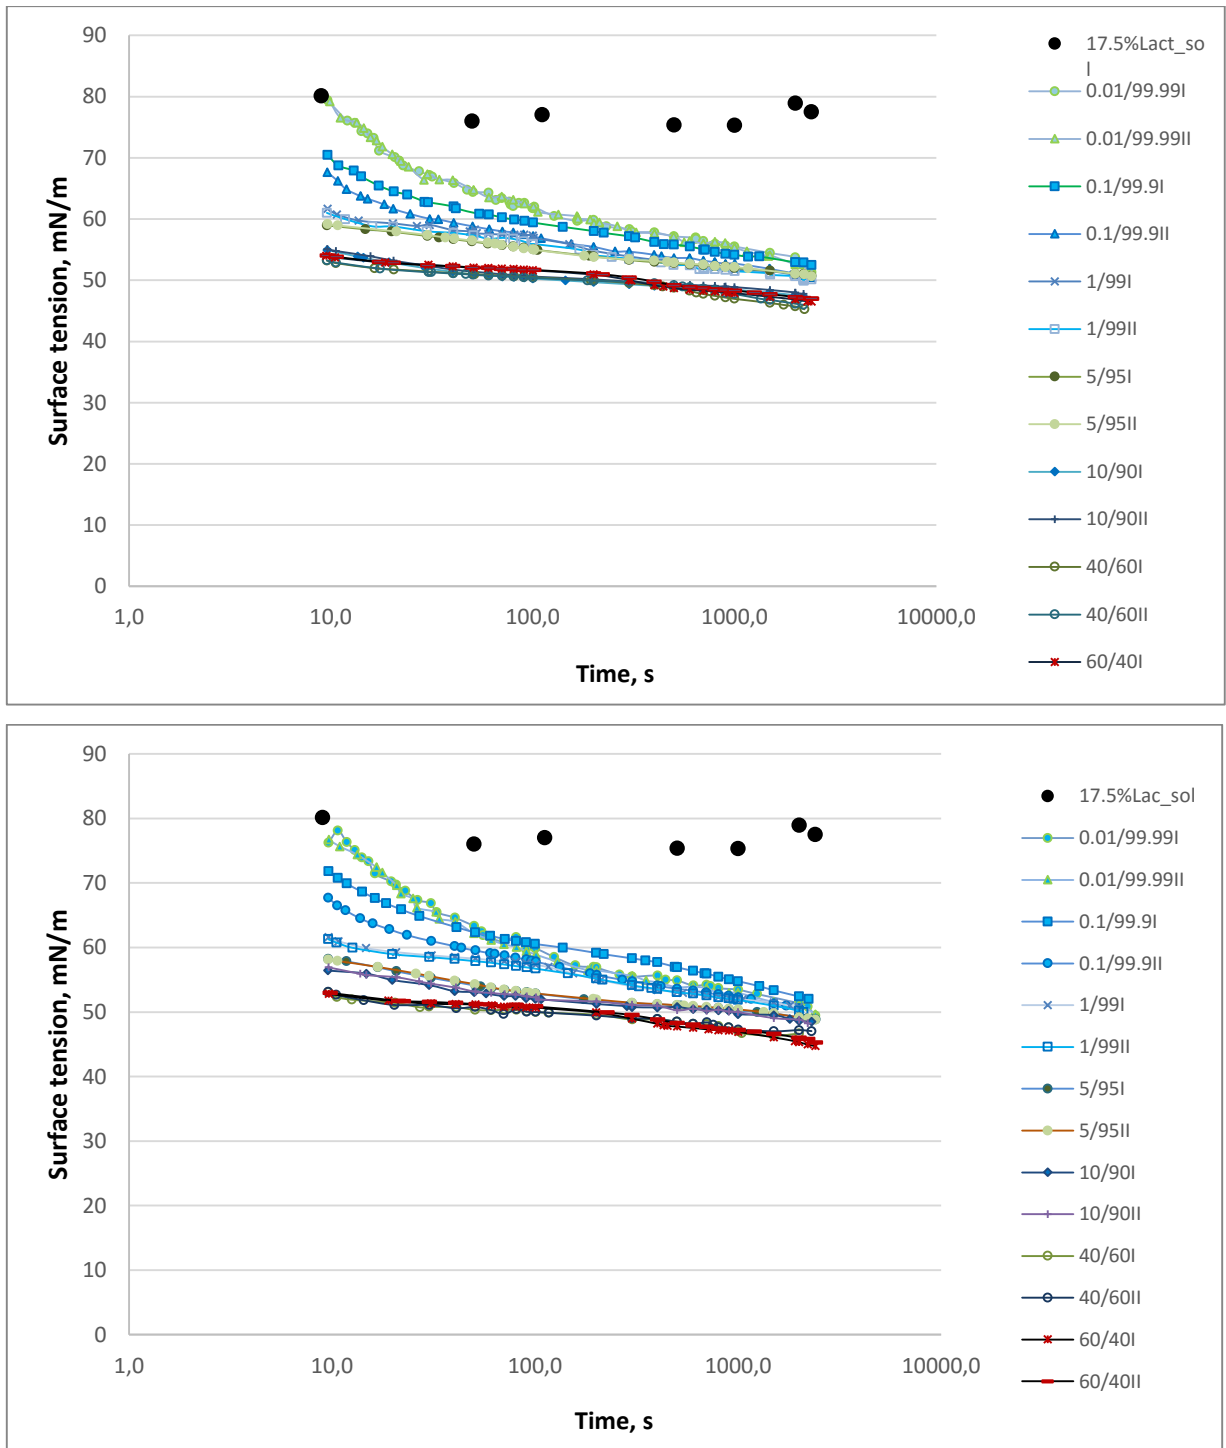 90
80
70
60
50
40
30
20
10
0
Surface tension, mN/m
1,0
10,0
100,0
1000,0
10000,0
Time, s
17.5%Lact_so
l
0.01/99.99I
0.01/99.99II
0.1/99.9I
0.1/99.9II
1/99I
1/99II
5/95I
5/95II
10/90I
10/90II
40/60I
40/60II
60/40I
90
80
70
60
50
40
30
20
10
0
Surface tension, mN/m
1,0
10,0
100,0
1000,0
10000,0
Time, s
17.5%Lac_sol
0.01/99.99I
0.01/99.99II
0.1/99.9I
0.1/99.9II
1/99I
1/99II
5/95I
5/95II
10/90I
10/90II
40/60I
40/60II
60/40I
60/40II